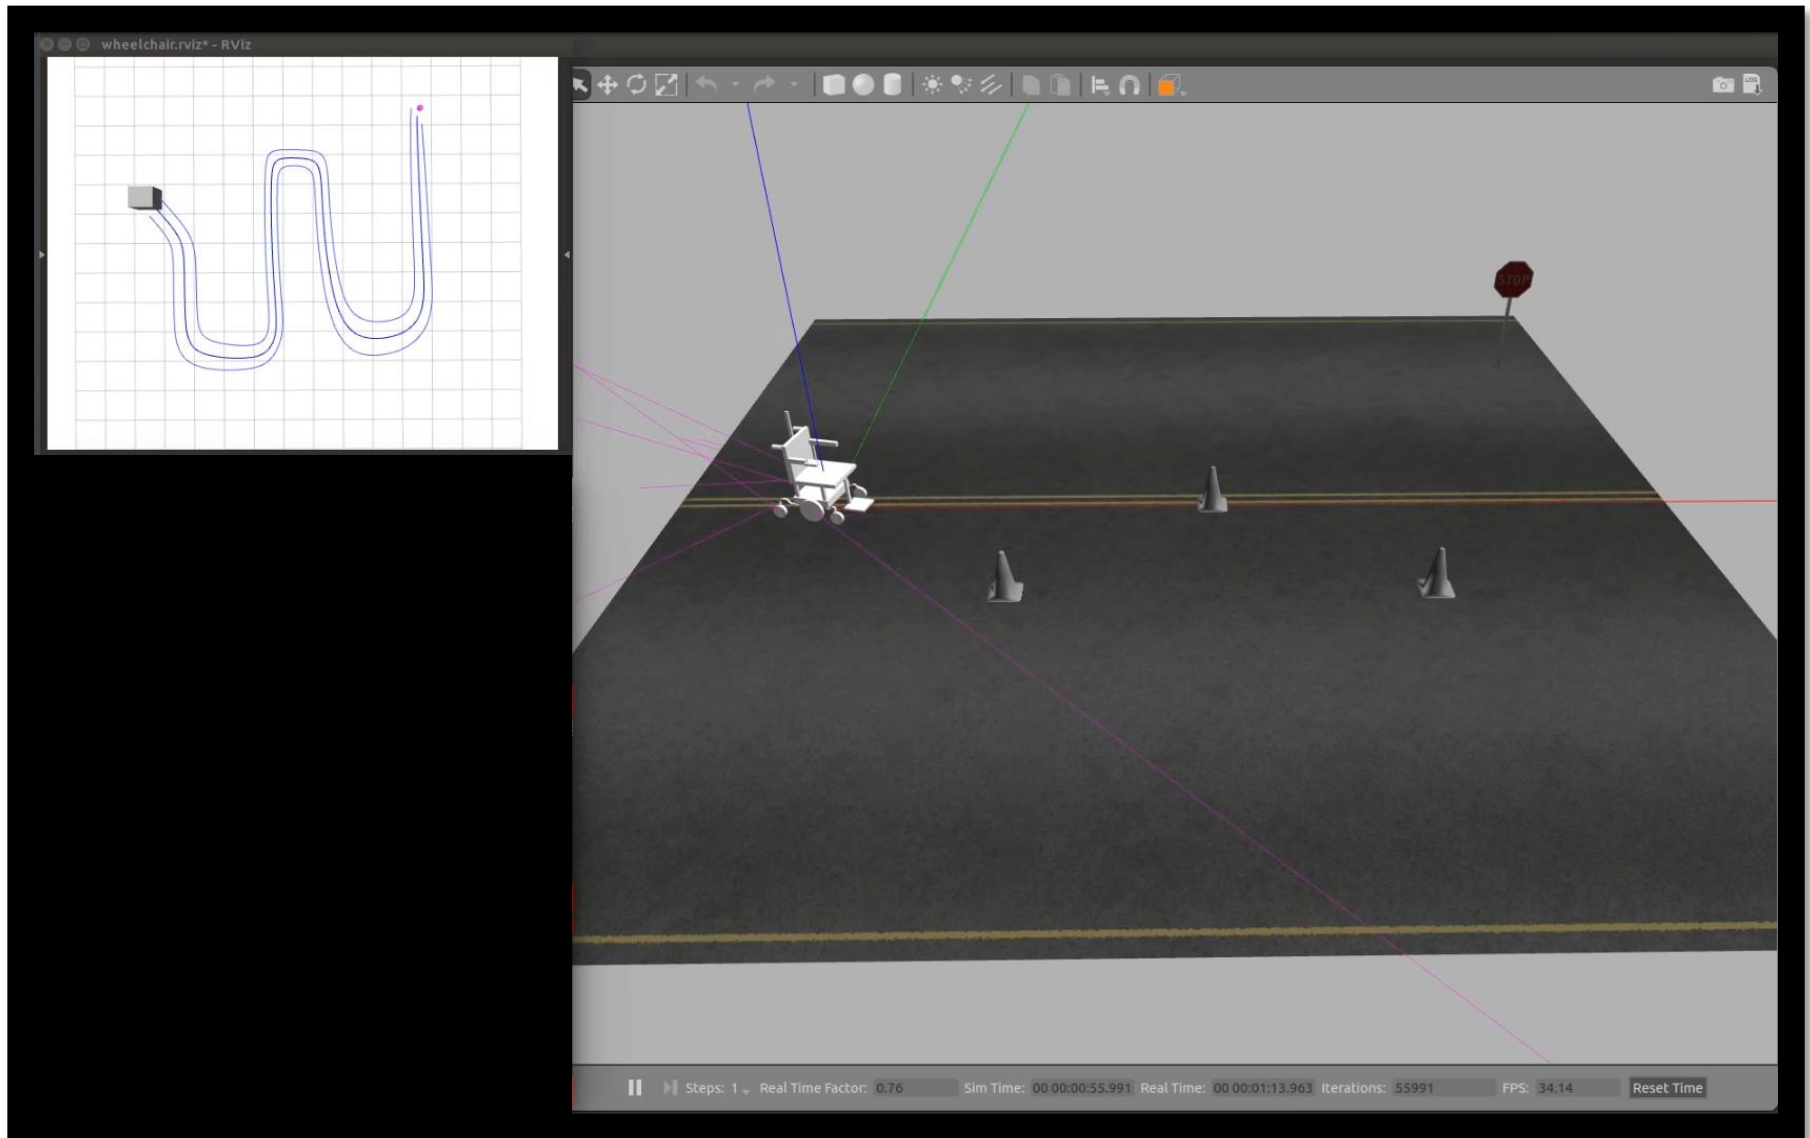 wheelchair.rviz* - RViz
LOG
STOP
Steps: 1 Real Time Factor: 0.76 Sim Time: 00 00:00:55.991 Real Time: 00 00:01:13.963 Iterations: 55991 FPS: 34.14 Reset Time